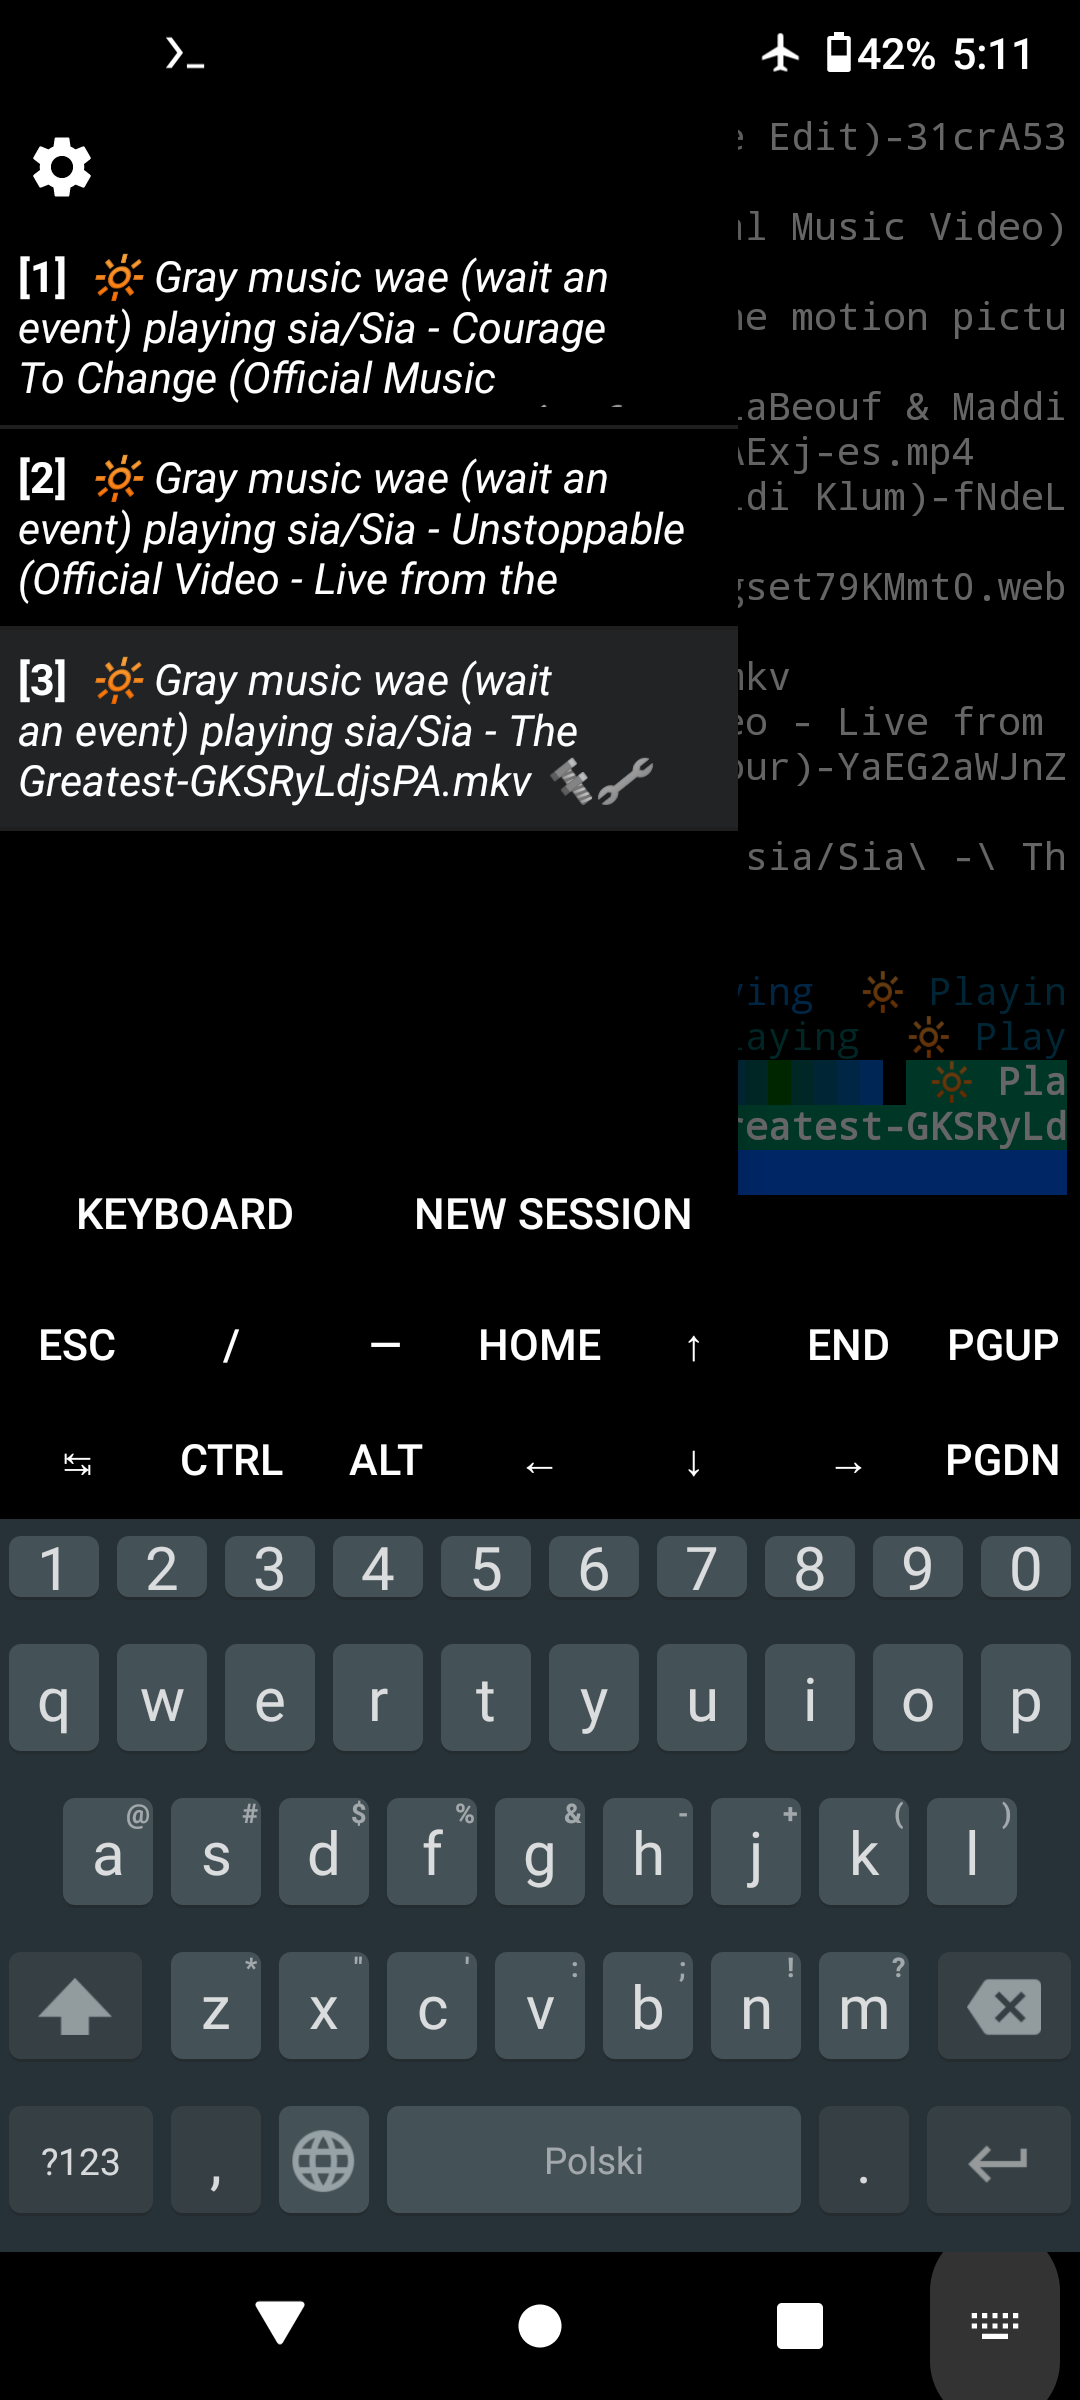 42% 5:11
e Edit)-31crA53
[1] 🔆 Gray music wae (wait an
event) playing sia/Sia - Courage
To Change (Official Music
al Music Video)
he motion pictu
LaBeouf & Maddi
AExj-es.mp4
[2] 🔆 Gray music wae (wait an
event) playing sia/Sia - Unstoppable
(Official Video - Live from the
idi Klum)-fNdeL
gset79KMmt0.web
[3] 🔆 Gray music wae (wait
an event) playing sia/Sia - The
Greatest-GKSRyLdjsPA.mkv 🔩🔧
mkv
eo - Live from
our)-YaEG2aWJnZ
sia/Sia\ -\ Th
ying 🔆 Playin
laying 🔆 Play
🔆 Pla
reatest-GKSRyLd
KEYBOARD NEW SESSION
ESC / — HOME ↑ END PGUP
↹ CTRL ALT ← ↓ → PGDN
1 2 3 4 5 6 7 8 9 0
q w e r t y u i o p
@ # $ % & - + ( )
a s d f g h j k l
* " ' : ; ! ?
z x c v b n m
?123 , Polski .